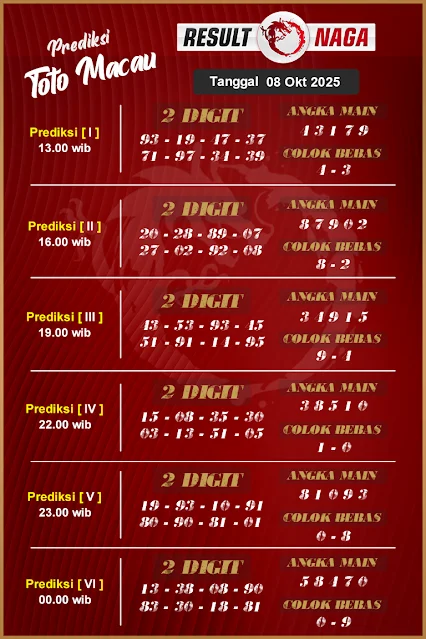 Prediksi
Toto Macau
RESULT NAGA
Tanggal 08 Okt 2025
Prediksi [ I ]
13.00 wib
2 DIGIT
93 - 19 - 47 - 37
71 - 97 - 34 - 39
ANGKA MAIN
4 3 1 7 9
COLOK BEBAS
4 - 3
Prediksi [ II ]
16.00 wib
2 DIGIT
20 - 28 - 89 - 07
27 - 02 - 92 - 08
ANGKA MAIN
8 7 9 0 2
COLOK BEBAS
8 - 2
Prediksi [ III ]
19.00 wib
2 DIGIT
43 - 53 - 93 - 45
51 - 91 - 14 - 95
ANGKA MAIN
3 4 9 1 5
COLOK BEBAS
9 - 4
Prediksi [ IV ]
22.00 wib
2 DIGIT
15 - 08 - 35 - 30
03 - 13 - 51 - 05
ANGKA MAIN
3 8 5 1 0
COLOK BEBAS
1 - 0
Prediksi [ V ]
23.00 wib
2 DIGIT
19 - 93 - 10 - 91
80 - 90 - 81 - 01
ANGKA MAIN
8 1 0 9 3
COLOK BEBAS
0 - 8
Prediksi [ VI ]
00.00 wib
2 DIGIT
13 - 38 - 08 - 90
83 - 30 - 18 - 81
ANGKA MAIN
5 8 4 7 0
COLOK BEBAS
0 - 9